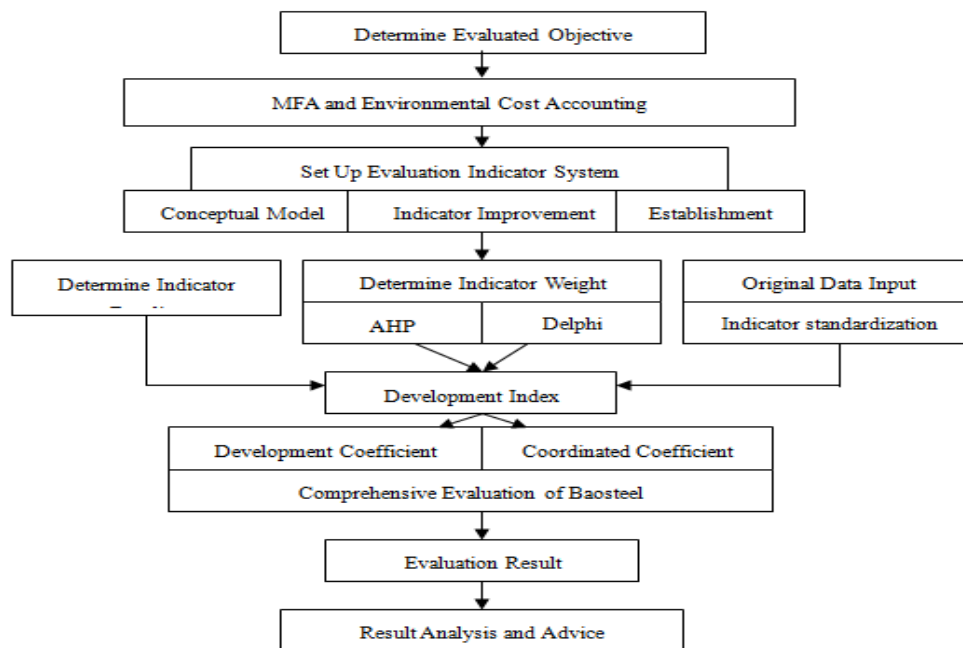 Determine Evaluated Objective
MFA and Environmental Cost Accounting
Set Up Evaluation Indicator System
Conceptual Model
Indicator Improvement
Establishment
Determine Indicator
Determine Indicator Weight
AHP
Delphi
Original Data Input
Indicator standardization
Development Index
Development Coefficient
Coordinated Coefficient
Comprehensive Evaluation of Baosteel
Evaluation Result
Result Analysis and Advice